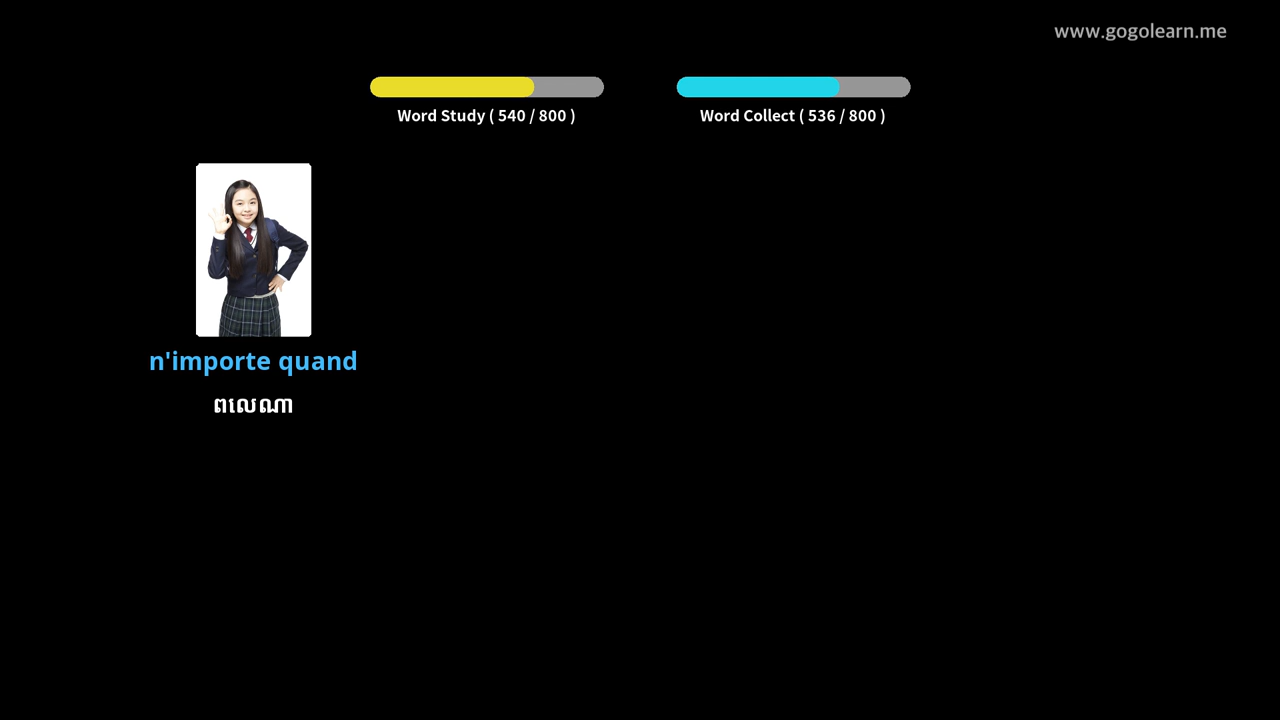 www.gogolearn.me
Word Study ( 540 / 800 )
Word Collect ( 536 / 800 )
n'importe quand
ពលេណា